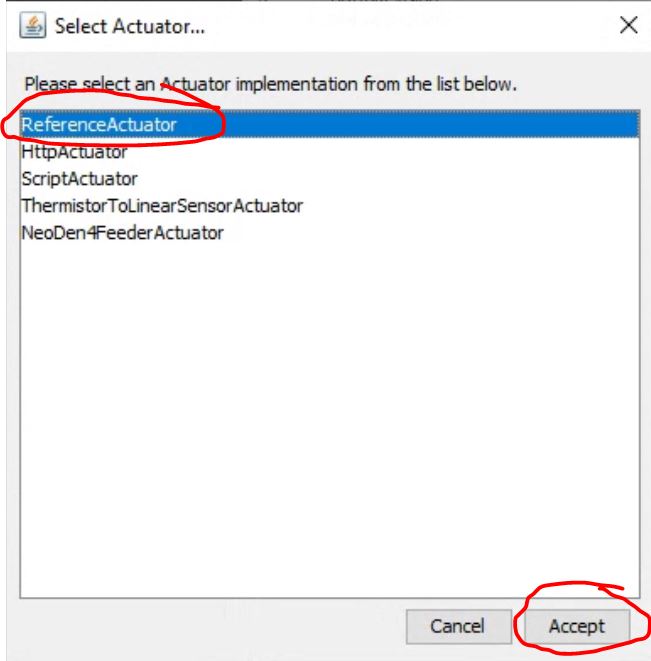 Select Actuator...
Please select an Actuator implementation from the list below.
ReferenceActuator
HttpActuator
ScriptActuator
ThermistorToLinearSensorActuator
NeoDen4FeederActuator
Cancel
Accept